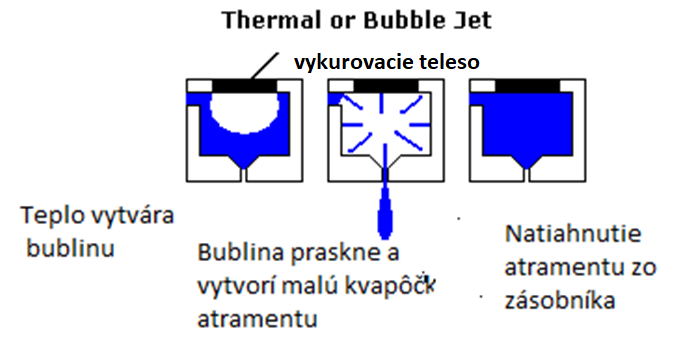 Thermal or Bubble Jet
vykurovacie teleso
Teplo vytvára
bublinu
Bublina praskne a
vytvorí malú kvapôčk
atramentu
Natiahnutie
atramentu zo
zásobníka